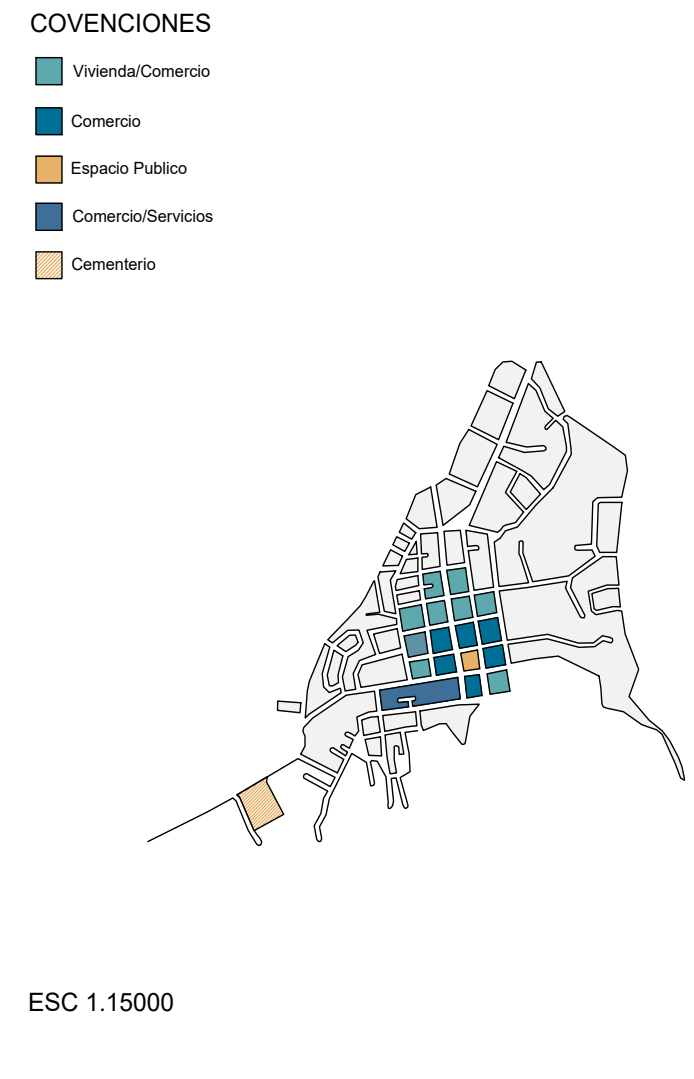 COVENCIONES
Vivienda/Comercio
Comercio
Espacio Publico
Comercio/Servicios
Cementerio
ESC 1.15000